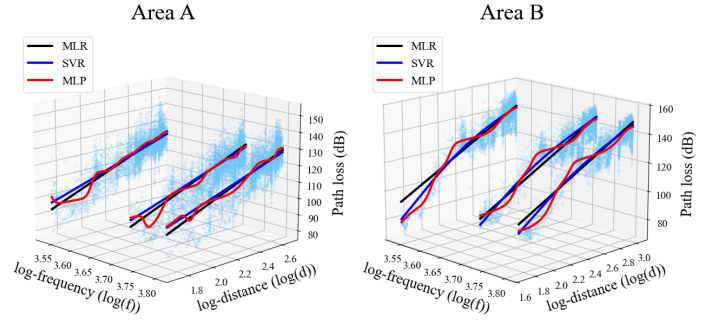 Area A
Area B
MLR
SVR
MLP
MLR
SVR
MLP
150
140
130
120
110
100
90
80
Path loss (dB)
3.55
3.60
3.65
3.70
3.75
3.80
log-frequency (log(f))
1.8
2.0
2.2
2.4
2.6
log-distance (log(d))
160
140
120
100
80
Path loss (dB)
3.55
3.60
3.65
3.70
3.75
3.80
log-frequency (log(f))
1.6
1.8
2.0
2.2
2.4
2.6
2.8
3.0
log-distance (log(d))